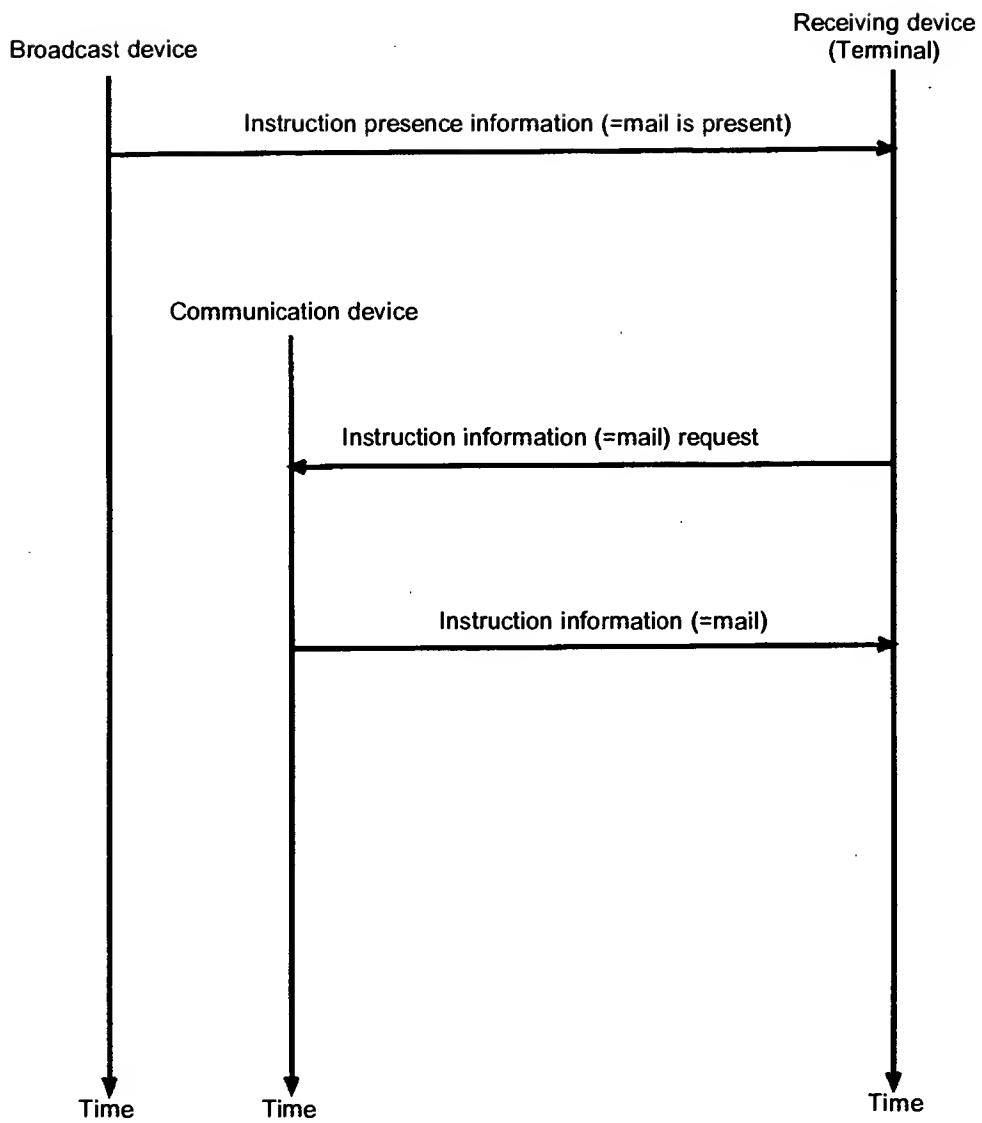 Broadcast device
Receiving device
(Terminal)
Instruction presence information (=mail is present)
Communication device
Instruction information (=mail) request
Instruction information (=mail)
Time
Time
Time